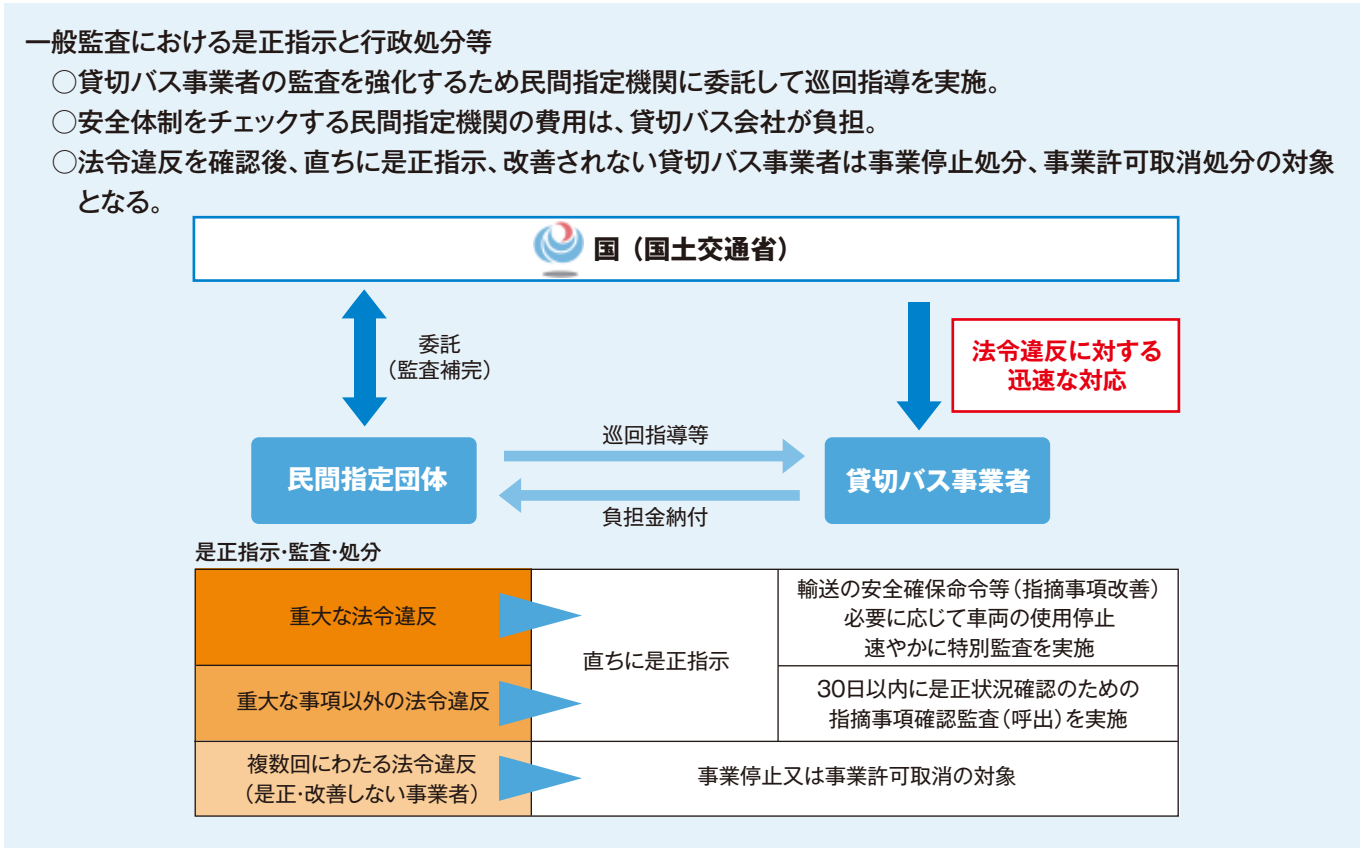 一般監査における是正指示と行政処分等
○貸切バス事業者の監査を強化するため民間指定機関に委託して巡回指導を実施。
○安全体制をチェックする民間指定機関の費用は、貸切バス会社が負担。
○法令違反を確認後、直ちに是正指示、改善されない貸切バス事業者は事業停止処分、事業許可取消処分の対象
となる。
国（国土交通省）
委託
（監査補完）
法令違反に対する
迅速な対応
巡回指導等
民間指定団体
貸切バス事業者
負担金納付
是正指示・監査・処分
重大な法令違反
直ちに是正指示
輸送の安全確保命令等（指摘事項改善）
必要に応じて車両の使用停止
速やかに特別監査を実施
重大な事項以外の法令違反
30日以内に是正状況確認のための
指摘事項確認監査（呼出）を実施
複数回にわたる法令違反
（是正・改善しない事業者）
事業停止又は事業許可取消の対象